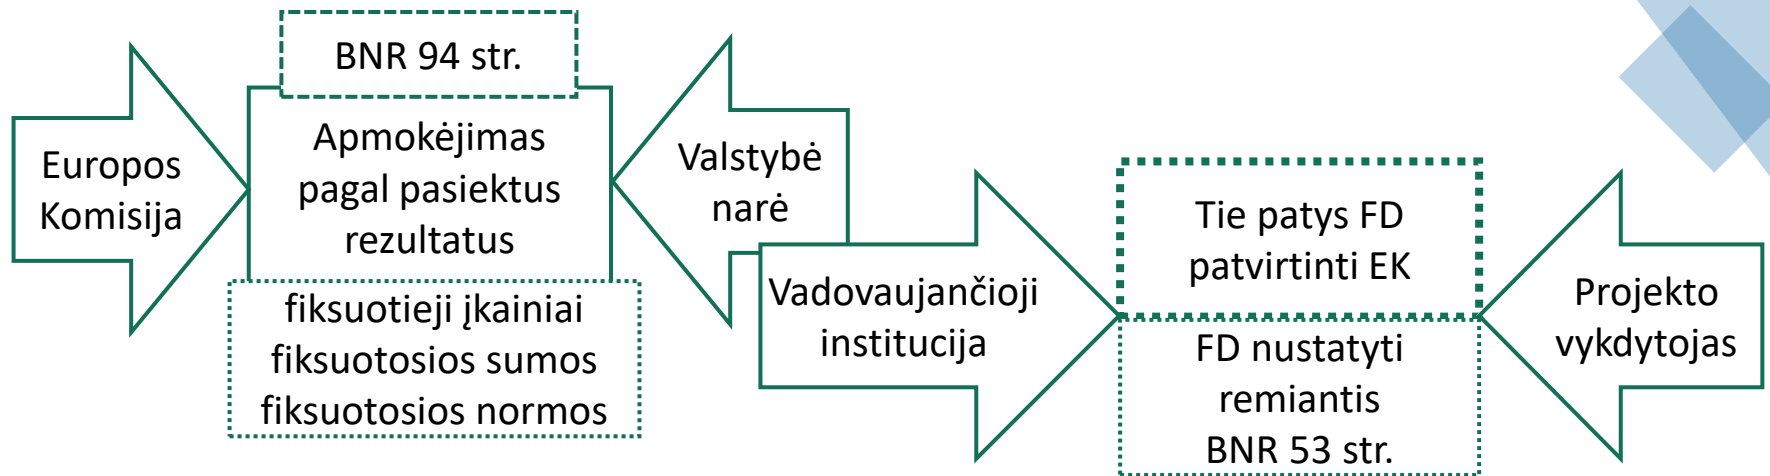 Europos
Komisija
BNR 94 str.
Apmokėjimas
pagal pasiektus
rezultatus
fiksuotieji įkainiai
fiksuotosios sumos
fiksuotosios normos
Valstybė
narė
Vadovaujančioji
institucija
Tie patys FD
patvirtinti EK
FD nustatyti
remiantis
BNR 53 str.
Projekto
vykdytojas